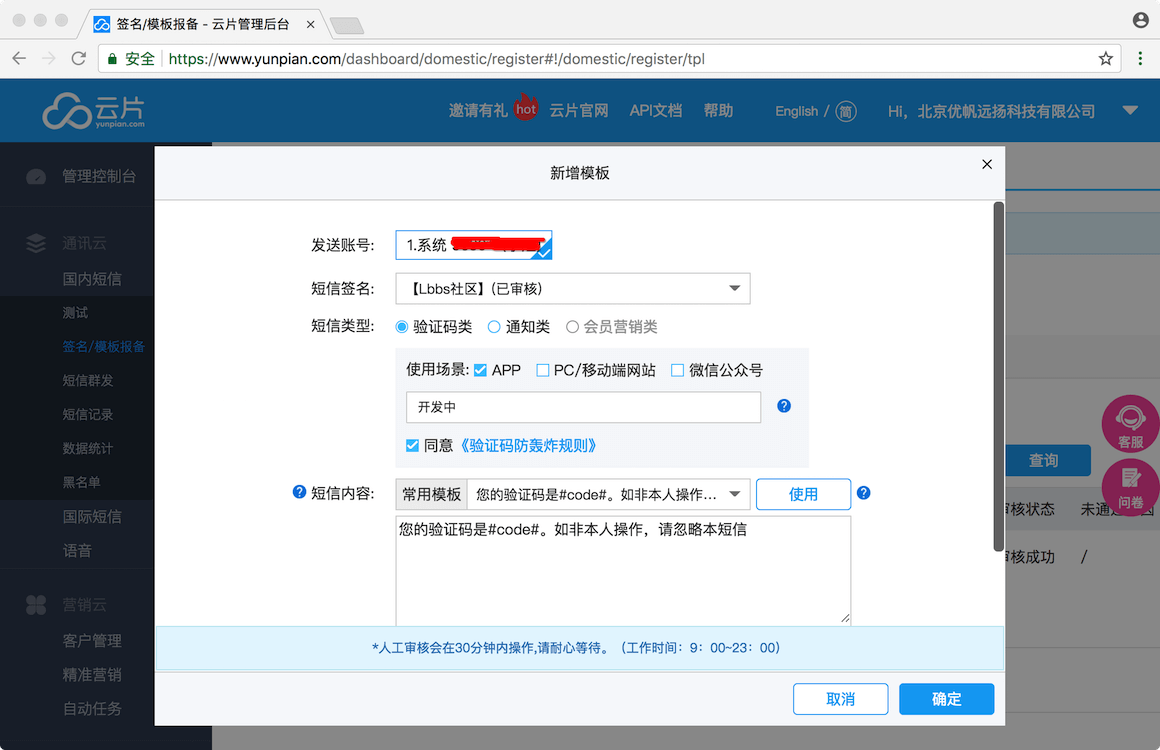 签名/模板报备 - 云片管理后台
安全 https://www.yunpian.com/dashboard/domestic/register#!/domestic/register/tpl
云片
yunpian.com
邀请有礼 hot 云片官网 API文档 帮助 English / 简 Hi，北京优帆远扬科技有限公司
管理控制台
通讯云
国内短信
测试
签名/模板报备
短信群发
短信记录
数据统计
黑名单
国际短信
语音
营销云
客户管理
精准营销
自动任务
新增模板
发送账号: 1.系统
短信签名: 【Lbbs社区】(已审核)
短信类型: 验证码类 通知类 会员营销类
使用场景: APP PC/移动端网站 微信公众号
开发中
同意《验证码防轰炸规则》
短信内容: 常用模板 您的验证码是#code#。如非本人操作... 使用
您的验证码是#code#。如非本人操作，请忽略本短信
*人工审核会在30分钟内操作,请耐心等待。（工作时间：9：00~23：00）
取消 确定
客服
查询
问卷
核状态 未通
核成功 /